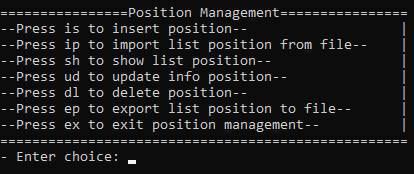 ================Position Management================
--Press is to insert position--                   |
--Press ip to import list position from file--    |
--Press sh to show list position--                |
--Press ud to update info position--              |
--Press dl to delete position--                   |
--Press ep to export list position to file--      |
--Press ex to exit position management--          |
===================================================
- Enter choice: _